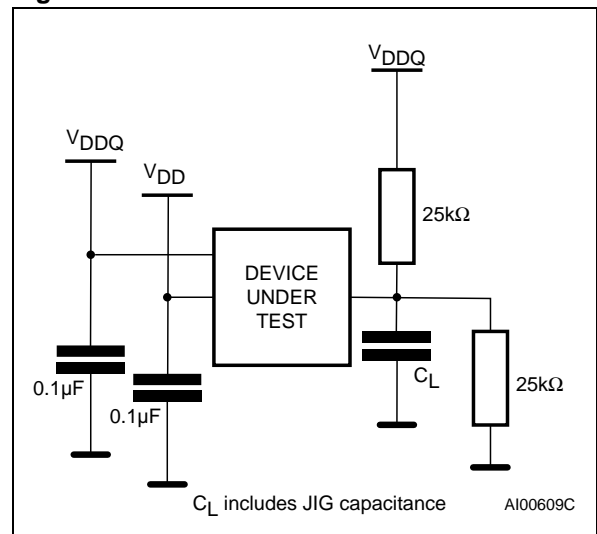 VDDQ
VDDQ
VDD
25kΩ
DEVICE
UNDER
TEST
0.1µF
0.1µF
CL
25kΩ
CL includes JIG capacitance
AI00609C